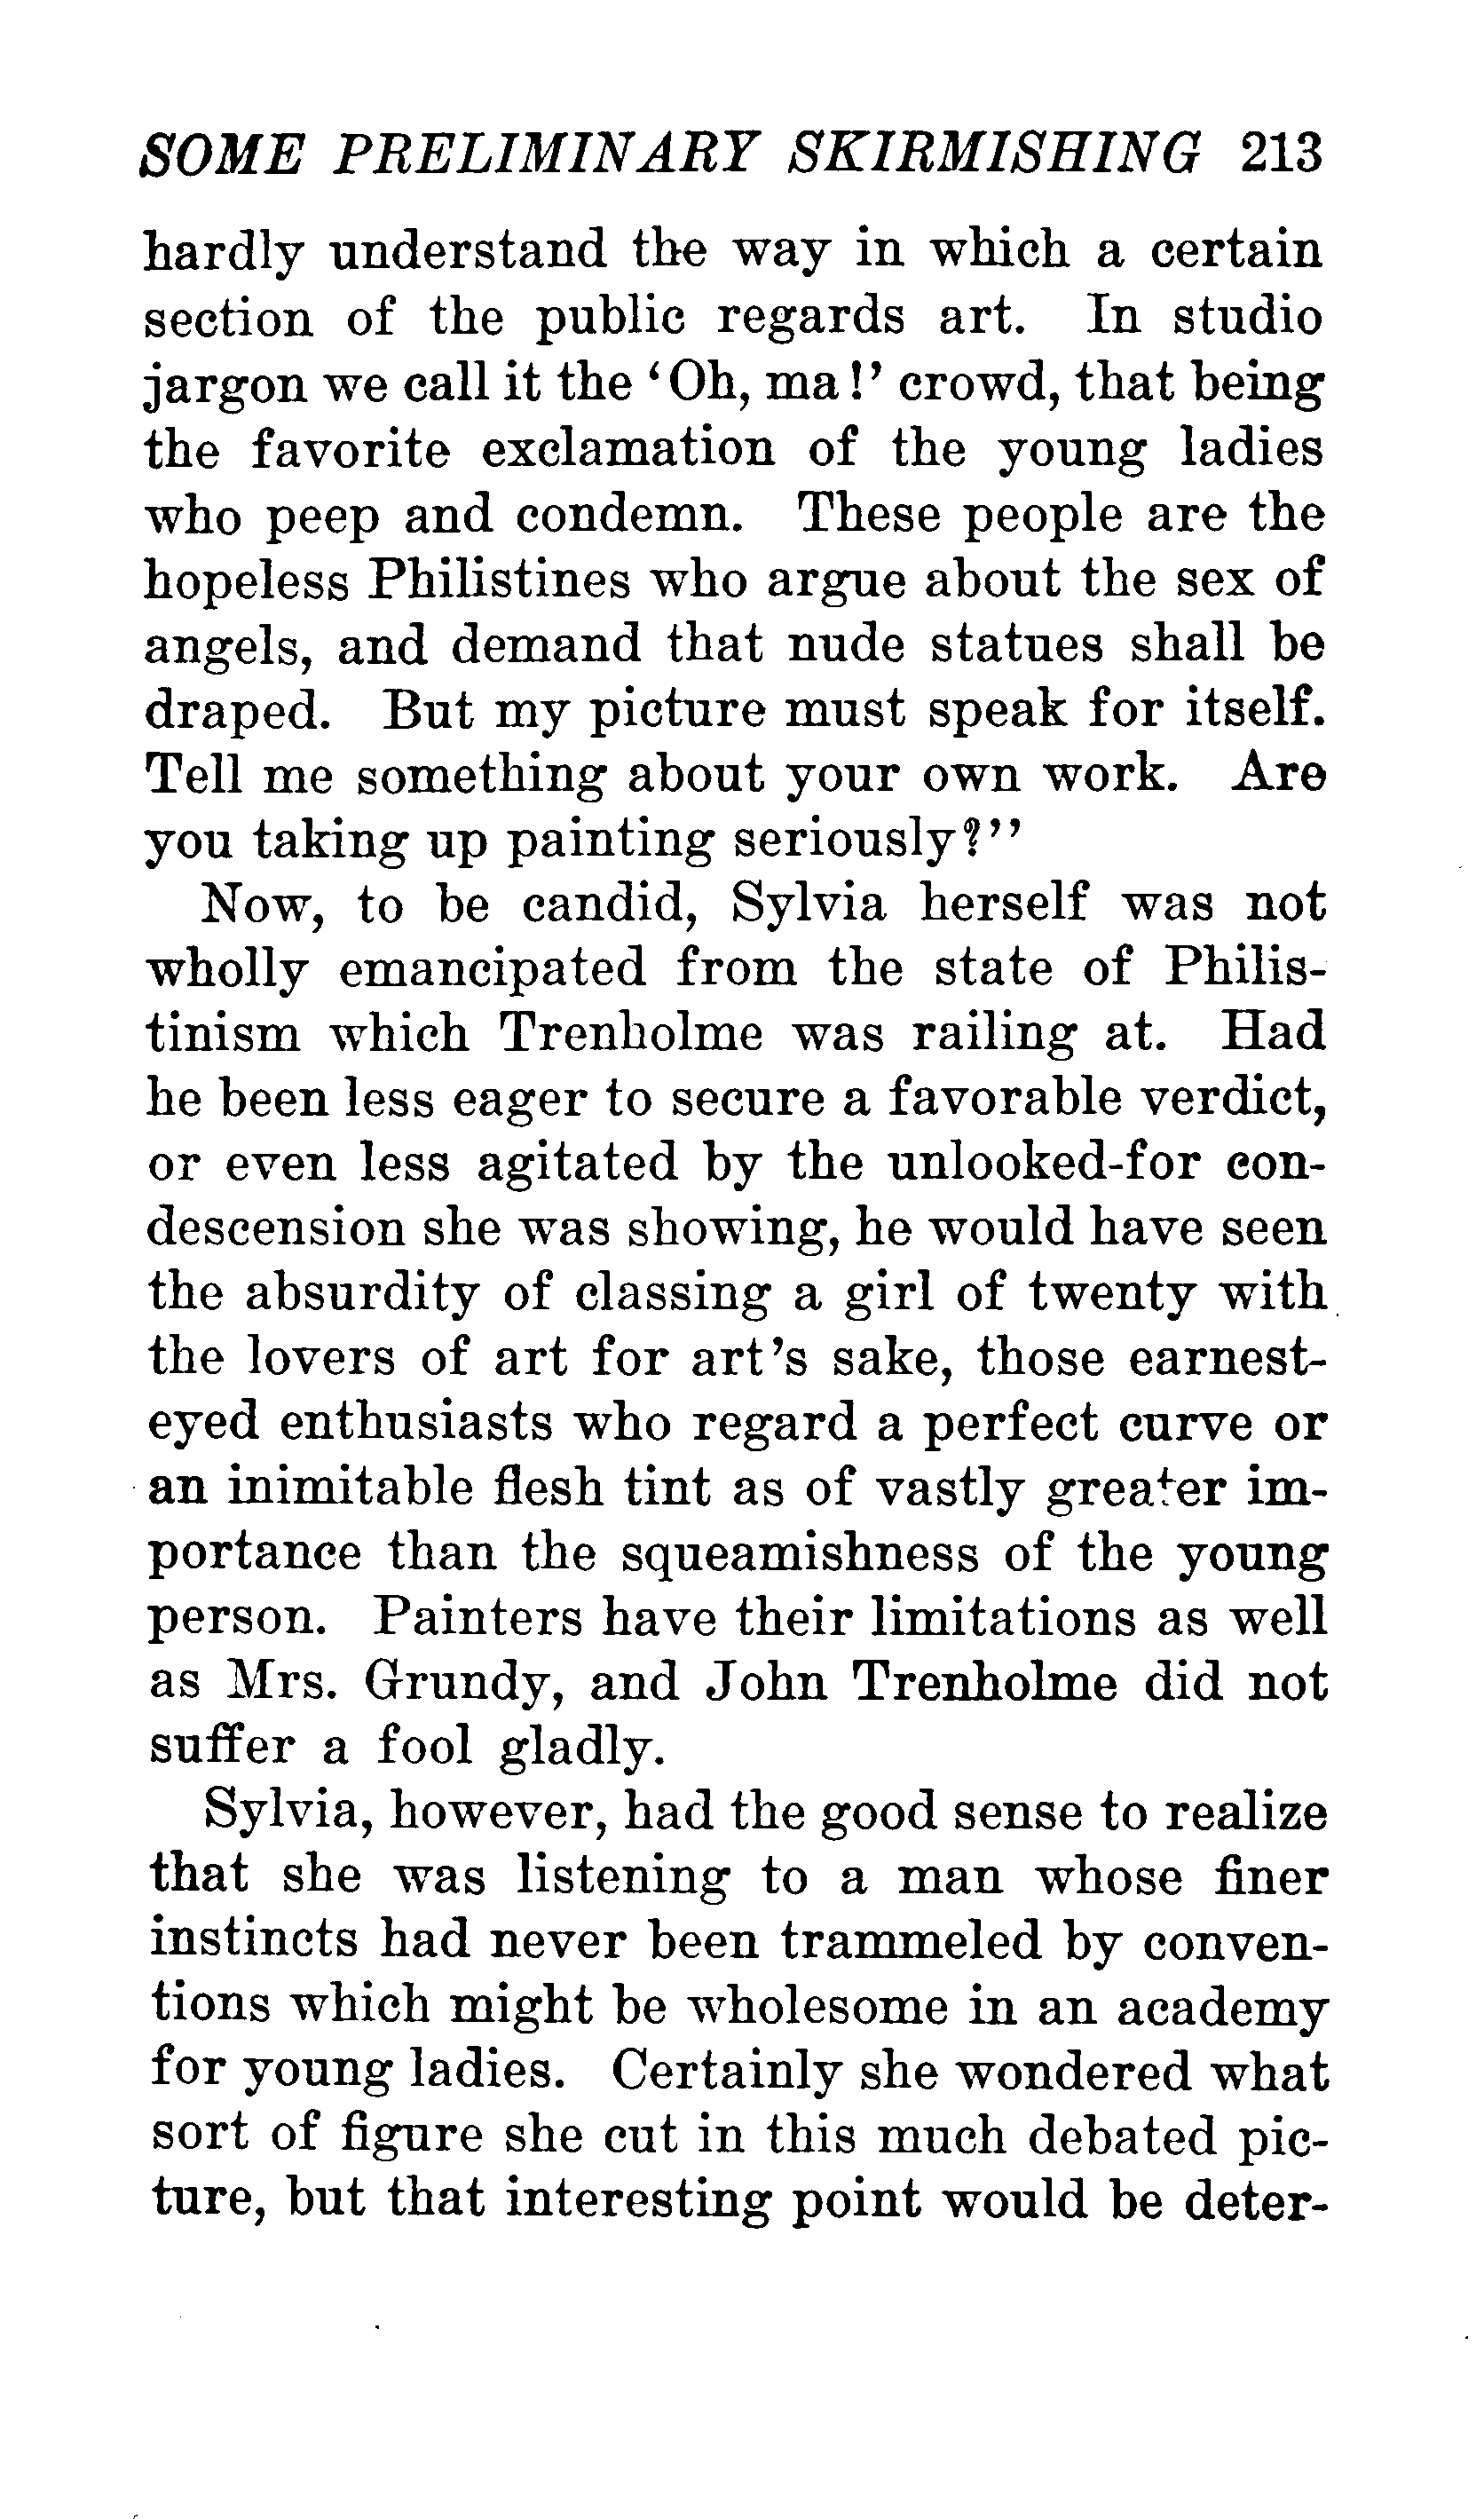 SOME PRELIMINARY SKIRMISHING 213
hardly understand the way in which a certain
section of the public regards art. In studio
jargon we call it the ‘Oh, ma!’ crowd, that being
the favorite exclamation of the young ladies
who peep and condemn. These people are the
hopeless Philistines who argue about the sex of
angels, and demand that nude statues shall be
draped. But my picture must speak for itself.
Tell me something about your own work. Are
you taking up painting seriously?’’
Now, to be candid, Sylvia herself was not
wholly emancipated from the state of Philis-
tinism which Trenholme was railing at. Had
he been less eager to secure a favorable verdict,
or even less agitated by the unlooked-for con-
descension she was showing, he would have seen
the absurdity of classing a girl of twenty with
the lovers of art for art’s sake, those earnest-
eyed enthusiasts who regard a perfect curve or
an inimitable flesh tint as of vastly greater im-
portance than the squeamishness of the young
person. Painters have their limitations as well
as Mrs. Grundy, and John Trenholme did not
suffer a fool gladly.
Sylvia, however, had the good sense to realize
that she was listening to a man whose finer
instincts had never been trammeled by conven-
tions which might be wholesome in an academy
for young ladies. Certainly she wondered what
sort of figure she cut in this much debated pic-
ture, but that interesting point would be deter-